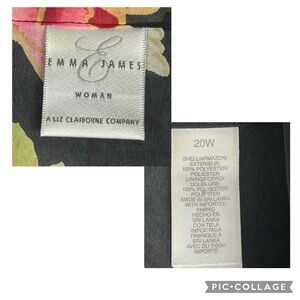 E
EMMA JAMES
WOMAN
A LIZ CLAIBORNE COMPANY
20W
SHELL/ARMAZON/
EXTERIEUR:
100% POLYESTER/
POLIESTER
LINING/FORRO/
DOUBLURE:
100% POLYESTER/
POLIESTER
MADE IN SRI LANKA
WITH IMPORTED
FABRIC
HECHO EN
SRI LANKA
CON TELA
IMPORTADA
FABRIQUE A
SRI LANKA
AVEC DU TISSU
IMPORTE
PIC•COLLAGE